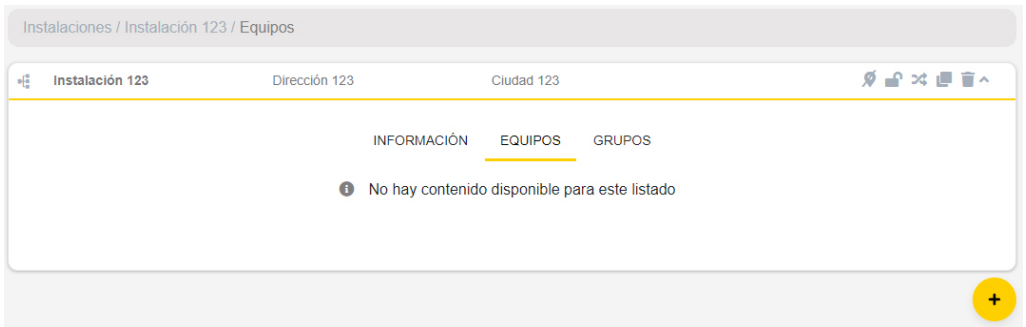 Instalaciones / Instalación 123 / Equipos
Instalación 123 Dirección 123 Ciudad 123
INFORMACIÓN EQUIPOS GRUPOS
No hay contenido disponible para este listado
+